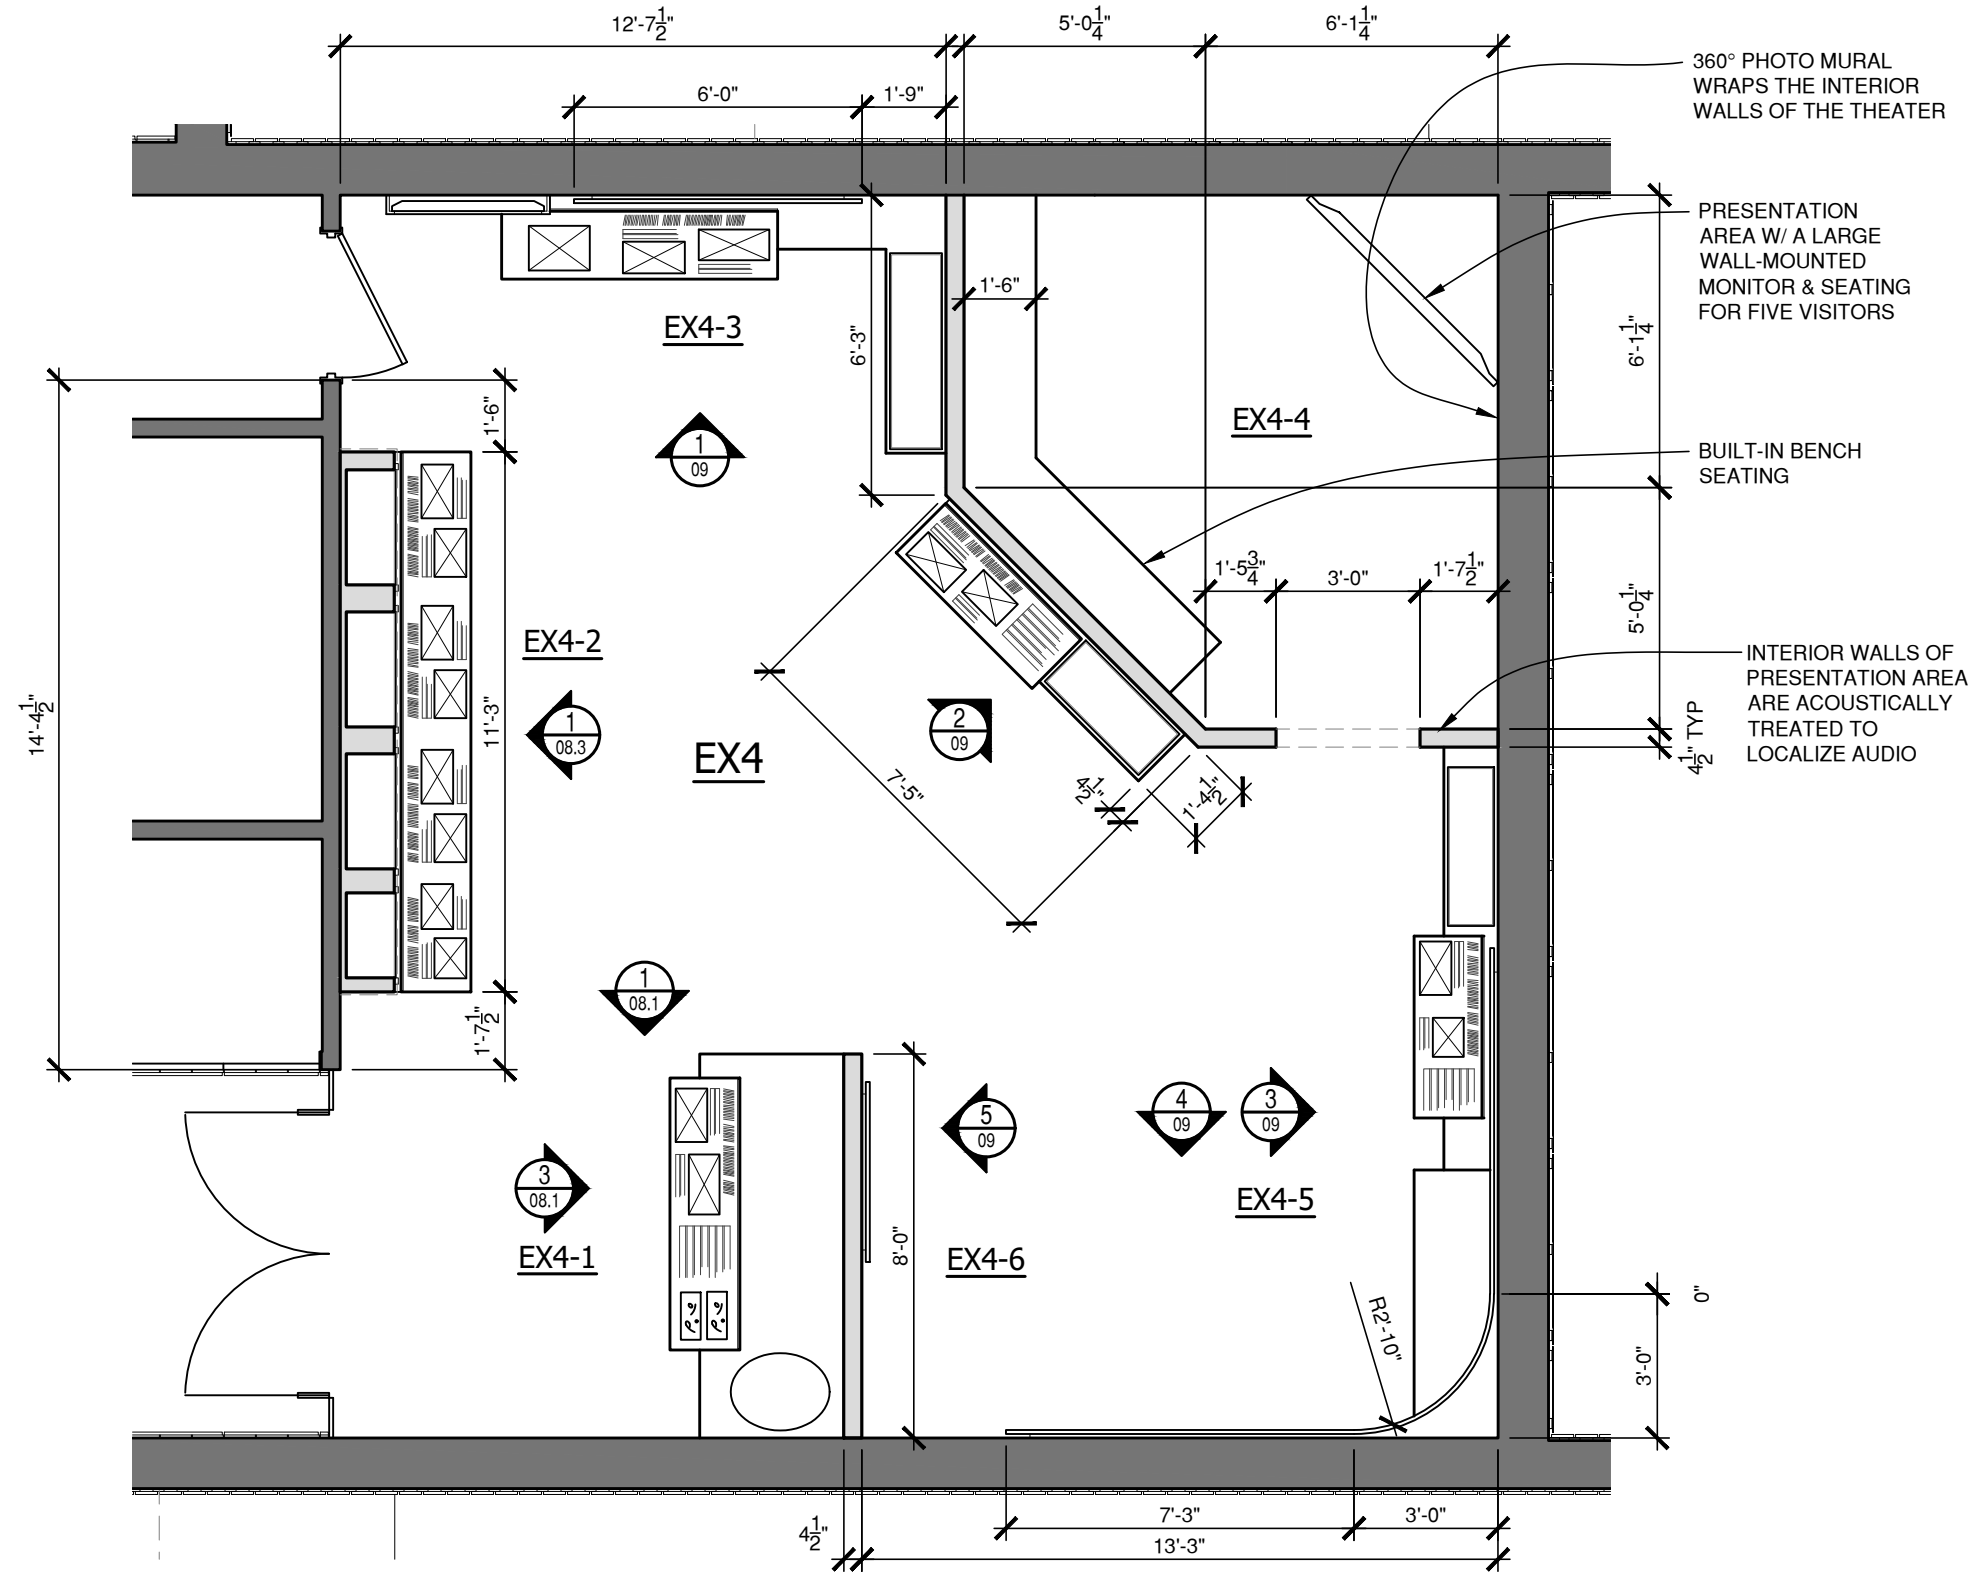 12'-7 1/2"
5'-0 1/4"
6'-1 1/4"
6'-0"
1'-9"
360° PHOTO MURAL
WRAPS THE INTERIOR
WALLS OF THE THEATER
PRESENTATION
AREA W/ A LARGE
WALL-MOUNTED
MONITOR & SEATING
FOR FIVE VISITORS
1'-6"
EX4-3
6'-3"
6'-1 1/4"
1'-6"
EX4-4
1
09
BUILT-IN BENCH
SEATING
1'-5 3/4"
3'-0"
1'-7 1/2"
5'-0 1/4"
EX4-2
INTERIOR WALLS OF
PRESENTATION AREA
ARE ACOUSTICALLY
TREATED TO
LOCALIZE AUDIO
14'-4 1/2"
11'-3"
1
08.3
2
09
4 1/2" TYP
EX4
7'-5"
4 1/2"
1'-4 1/2"
1
08.1
1'-7 1/2"
5
09
4
09
3
09
3
08.1
EX4-5
EX4-1
8'-0"
EX4-6
0"
R2'-10"
3'-0"
7'-3"
3'-0"
4 1/2"
13'-3"